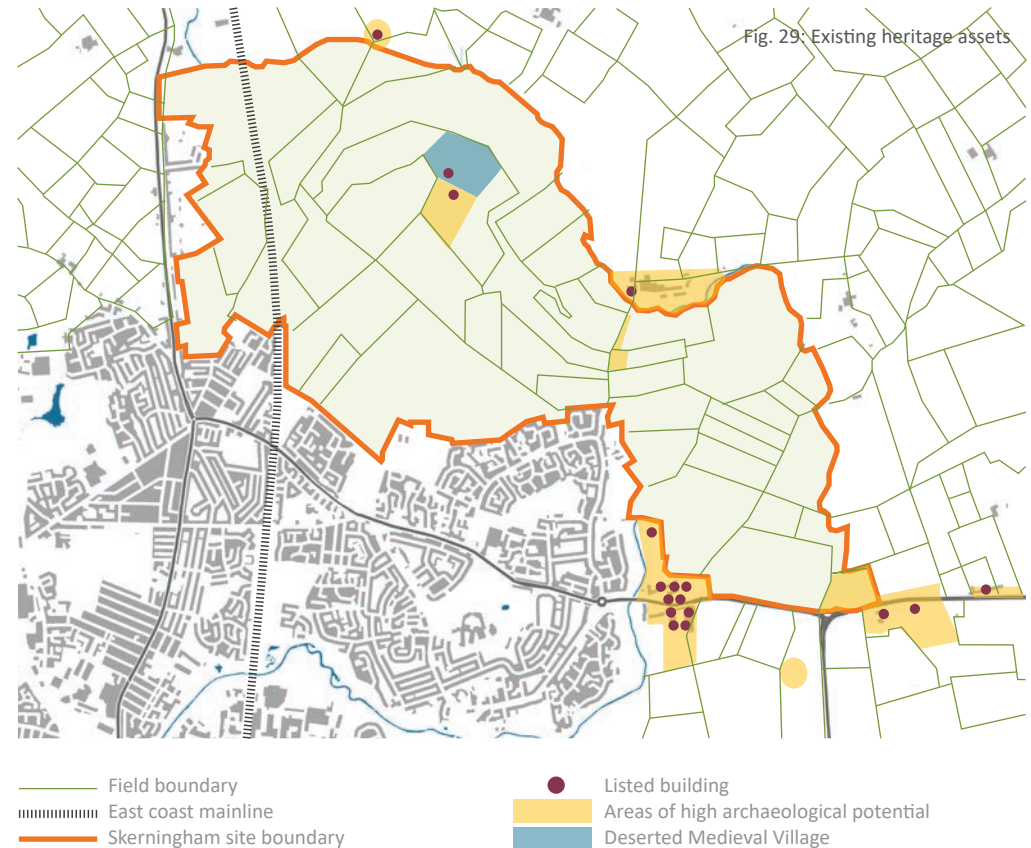 Fig. 29: Existing heritage assets
Field boundary
East coast mainline
Skerningham site boundary
Listed building
Areas of high archaeological potential
Deserted Medieval Village